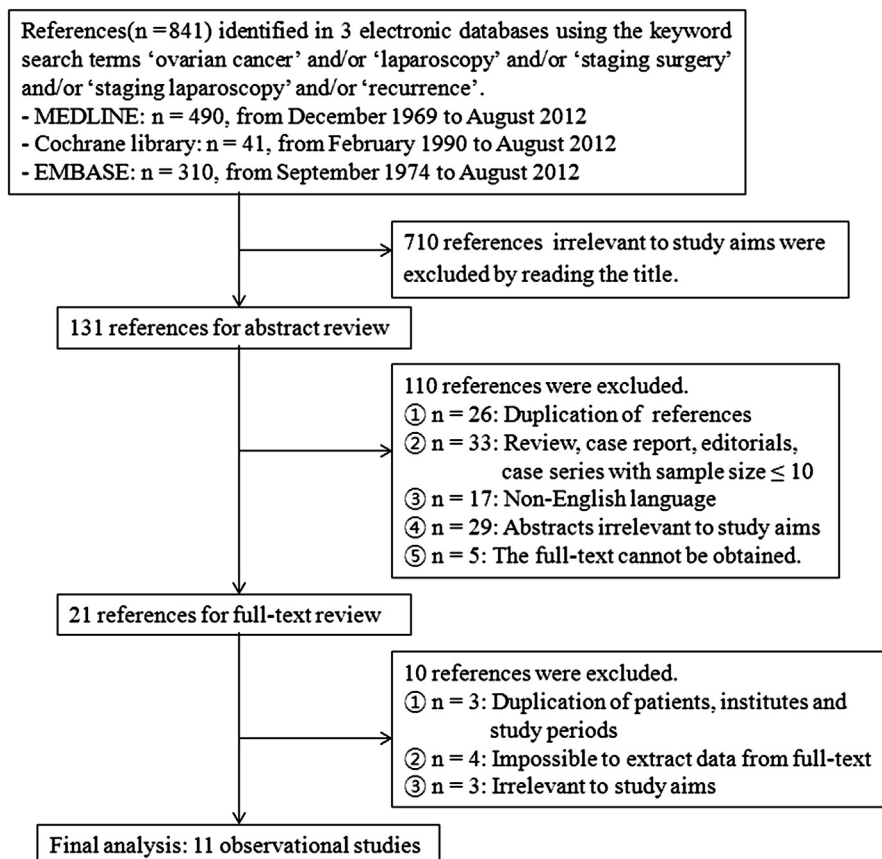 References(n =841) identified in 3 electronic databases using the keyword
search terms ‘ovarian cancer’ and/or ‘laparoscopy’ and/or ‘staging surgery’
and/or ‘staging laparoscopy’ and/or ‘recurrence’.
- MEDLINE: n = 490, from December 1969 to August 2012
- Cochrane library: n = 41, from February 1990 to August 2012
- EMBASE: n = 310, from September 1974 to August 2012
710 references irrelevant to study aims were
excluded by reading the title.
131 references for abstract review
110 references were excluded.
① n = 26: Duplication of references
② n = 33: Review, case report, editorials,
case series with sample size ≤ 10
③ n = 17: Non-English language
④ n = 29: Abstracts irrelevant to study aims
⑤ n = 5: The full-text cannot be obtained.
21 references for full-text review
10 references were excluded.
① n = 3: Duplication of patients, institutes and
study periods
② n = 4: Impossible to extract data from full-text
③ n = 3: Irrelevant to study aims
Final analysis: 11 observational studies